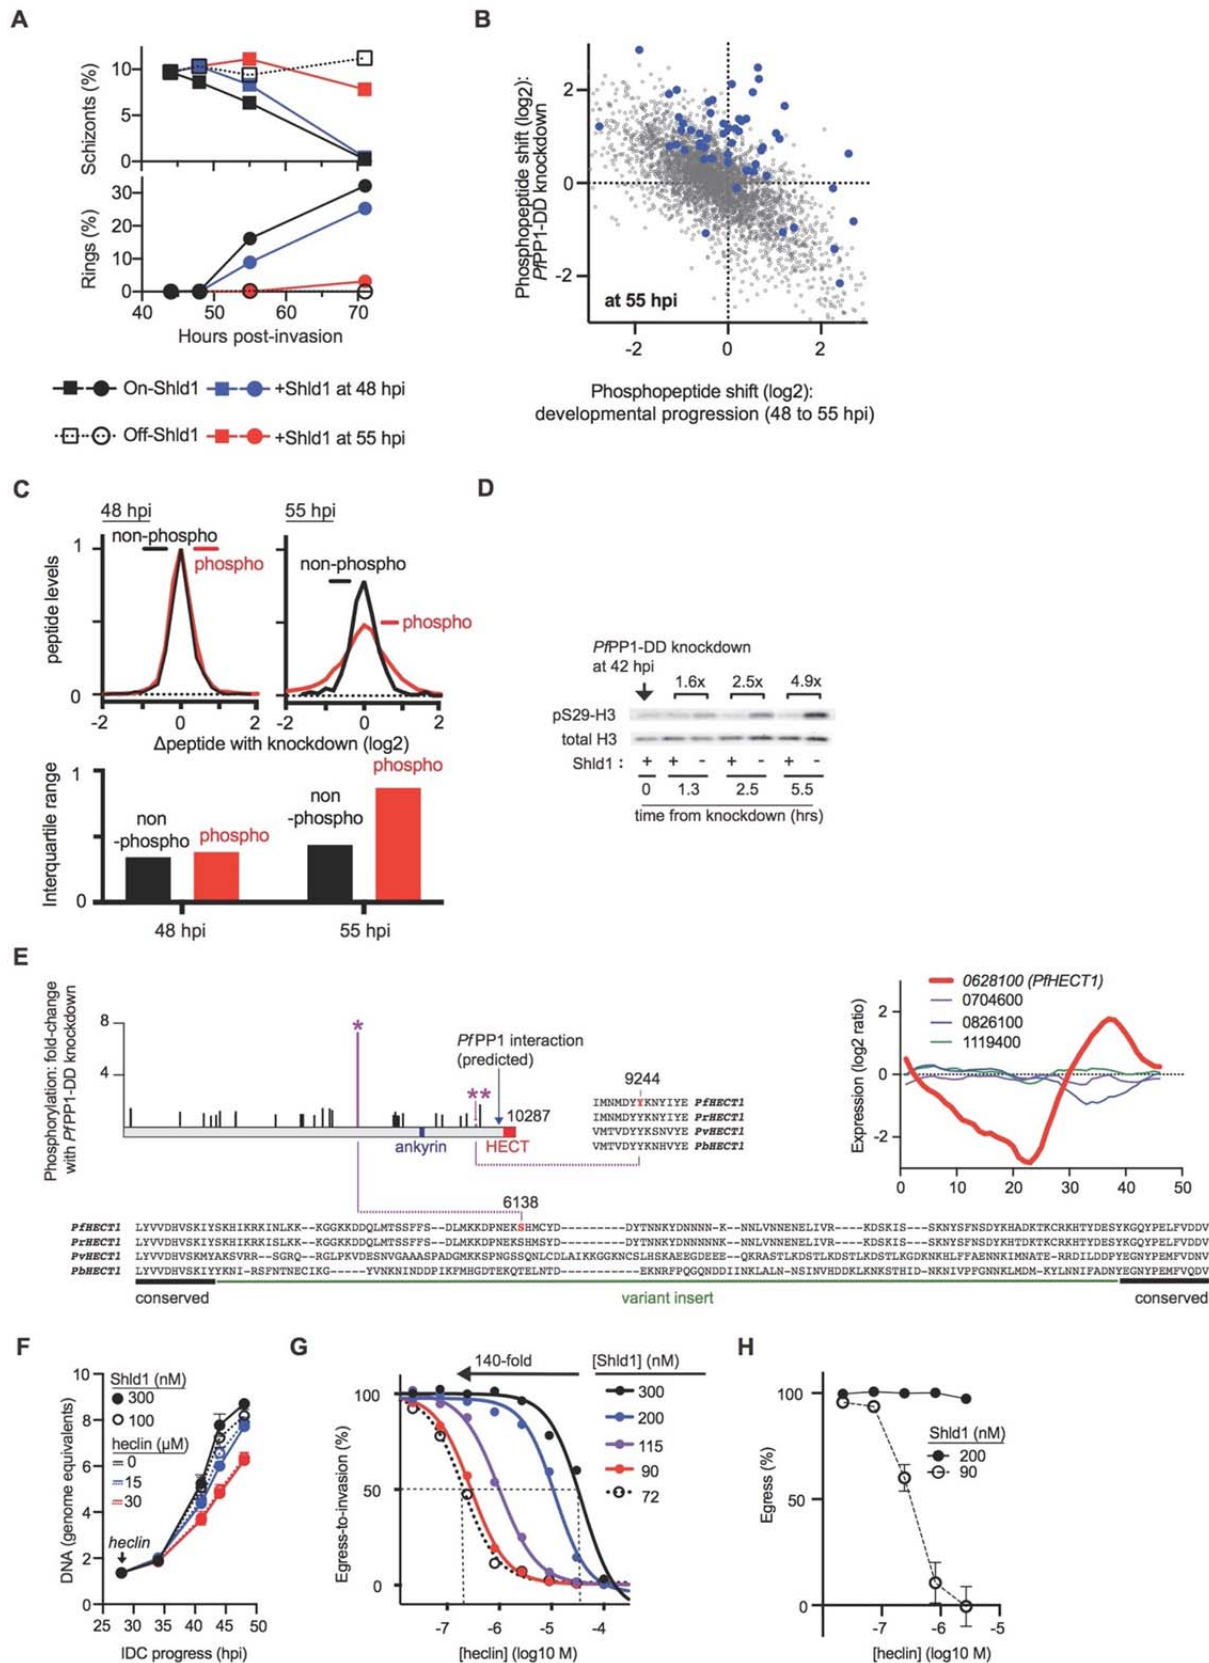 A
Schizonts (%)
10
5
0
Rings (%)
30
20
10
0
40 50 60 70
Hours post-invasion
On-Shld1 +Shld1 at 48 hpi
Off-Shld1 +Shld1 at 55 hpi
B
Phosphopeptide shift (log2):
PfPP1-DD knockdown
2
0
-2
at 55 hpi
-2 0 2
Phosphopeptide shift (log2):
developmental progression (48 to 55 hpi)
C
48 hpi
non-phospho
phospho
55 hpi
non-phospho
phospho
peptide levels
1
0
-2 0 2
-2 0 2
Δpeptide with knockdown (log2)
Interquartile range
1
0
non
-phospho
phospho
non
-phospho
phospho
48 hpi
55 hpi
D
PfPP1-DD knockdown
at 42 hpi
1.6x 2.5x 4.9x
pS29-H3
total H3
Shld1 : + + - + - + -
0 1.3 2.5 5.5
time from knockdown (hrs)
E
Phosphorylation: fold-change
with PfPP1-DD knockdown
8
4
*
**
PfPP1 interaction
(predicted)
10287
ankyrin
HECT
9244
IMNMDYYKNYIYE PfHECT1
IMNMDYYKNYIYE PrHECT1
VMTVDYYKSNVYE PvHECT1
VMTVDYYKNHVYE PbHECT1
Expression (log2 ratio)
2
0
-2
0628100 (PfHECT1)
0704600
0826100
1119400
0 10 20 30 40 50
6138
PfHECT1
PrHECT1
PvHECT1
PbHECT1
conserved
variant insert
conserved
F
DNA (genome equivalents)
10
8
6
4
2
0
Shld1 (nM)
300
100
heclin (µM)
0
15
30
heclin
25 30 35 40 45 50
IDC progress (hpi)
G
140-fold
Egress-to-invasion (%)
100
50
0
[Shld1] (nM)
300
200
115
90
72
-7 -6 -5 -4
[heclin] (log10 M)
H
Egress (%)
100
50
0
Shld1 (nM)
200
90
-7 -6 -5
[heclin] (log10 M)